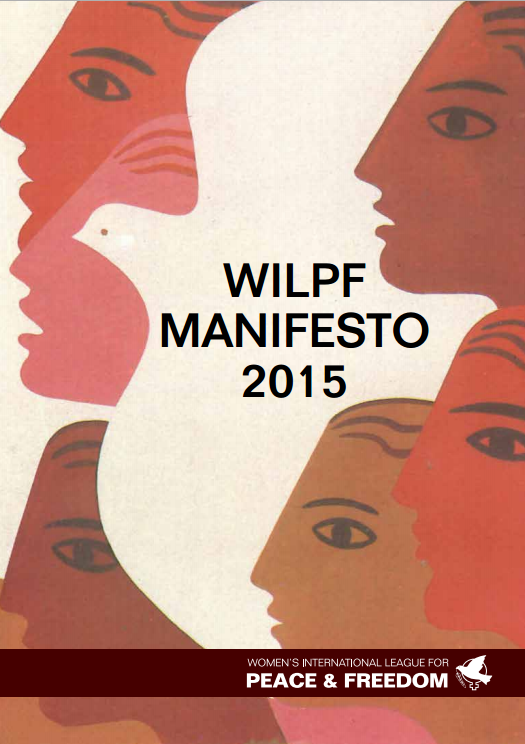 WILPF
MANIFESTO
2015
WOMEN'S INTERNATIONAL LEAGUE FOR
PEACE & FREEDOM